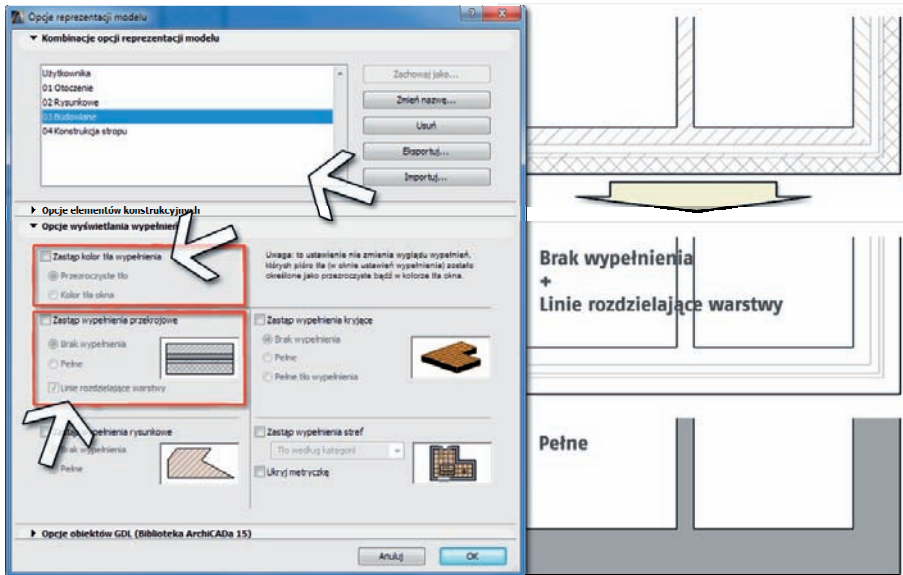 Opcje reprezentacji modelu
Kombinacje opcji reprezentacji modelu
Użytkownika
01 Otoczenie
02 Rysunkowe
03 Budowlane
04 Konstrukcja stropu
Zachowaj jako...
Zmień nazwę...
Usuń
Eksportuj...
Importuj...
Opcje elementów konstrukcyjnych
Opcje wyświetlania wypełnień
Zastąp kolor tła wypełnienia
Przezroczyste tło
Kolor tła okna
Uwaga: to ustawienie nie zmienia wyglądu wypełnień,
których pióro tła (w oknie ustawień wypełnienia) zostało
określone jako przezroczyste bądź w kolorze tła okna.
Zastąp wypełnienia przekrojowe
Brak wypełnienia
Pełne
Linie rozdzielające warstwy
Zastąp wypełnienia kryjące
Brak wypełnienia
Pełne
Pełne tło wypełnienia
wypełnienia rysunkowe
Brak wypełnienia
Pełne
Zastąp wypełnienia stref
Tło według kategorii
Ukryj metryczkę
Opcje obiektów GDL (Biblioteka ArchiCADa 15)
Anuluj
OK
Brak wypełnienia
+
Linie rozdzielające warstwy
Pełne